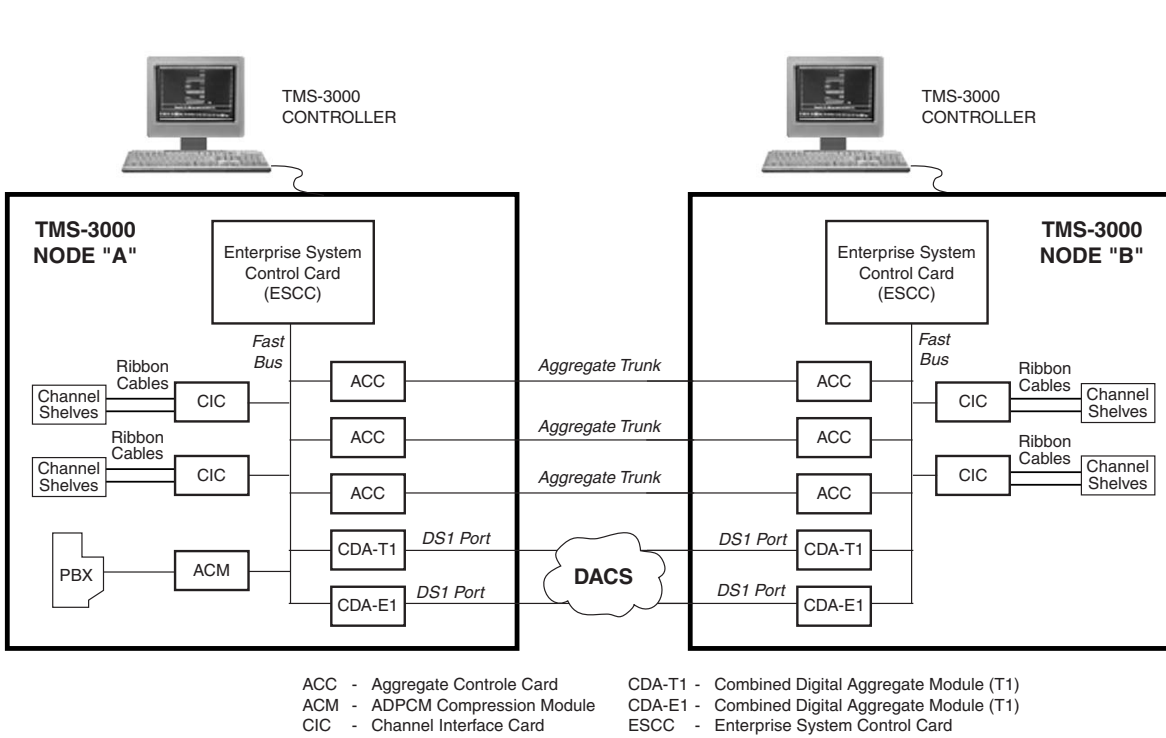 TMS-3000
CONTROLLER
TMS-3000
CONTROLLER
TMS-3000
NODE "A"
Enterprise System
Control Card
(ESCC)
Fast
Bus
Ribbon
Cables
Channel
Shelves
CIC
Ribbon
Cables
Channel
Shelves
CIC
PBX
ACM
ACC
ACC
ACC
CDA-T1
DS1 Port
CDA-E1
DS1 Port
Aggregate Trunk
Aggregate Trunk
Aggregate Trunk
DACS
TMS-3000
NODE "B"
Enterprise System
Control Card
(ESCC)
Fast
Bus
ACC
ACC
ACC
DS1 Port
CDA-T1
DS1 Port
CDA-E1
Ribbon
Cables
CIC
Channel
Shelves
Ribbon
Cables
CIC
Channel
Shelves
ACC - Aggregate Controle Card
ACM - ADPCM Compression Module
CIC - Channel Interface Card
CDA-T1 - Combined Digital Aggregate Module (T1)
CDA-E1 - Combined Digital Aggregate Module (T1)
ESCC - Enterprise System Control Card